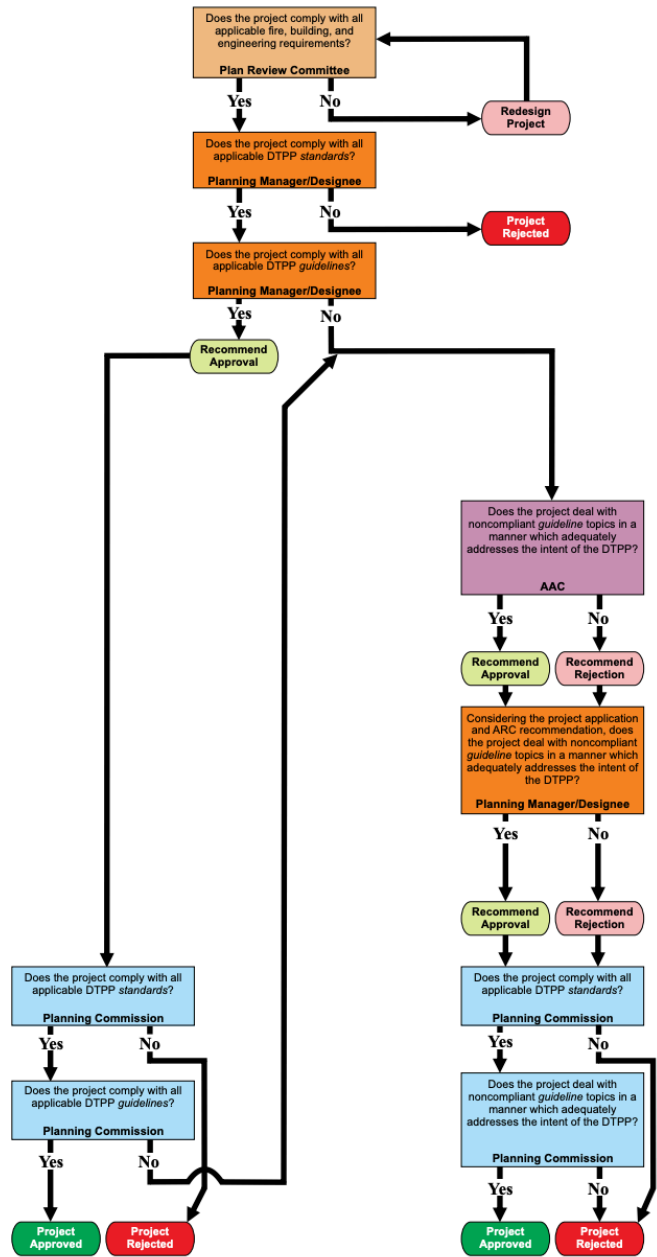 Does the project comply with all
applicable fire, building, and
engineering requirements?
Plan Review Committee
Yes
No
Redesign
Project
Does the project comply with all
applicable DTPP standards?
Planning Manager/Designee
Yes
No
Project
Rejected
Does the project comply with all
applicable DTPP guidelines?
Planning Manager/Designee
Yes
No
Recommend
Approval
Does the project deal with
noncompliant guideline topics in a
manner which adequately
addresses the intent of the DTPP?
AAC
Yes
No
Recommend
Approval
Recommend
Rejection
Considering the project application
and ARC recommendation, does
the project deal with noncompliant
guideline topics in a manner which
adequately addresses the intent of
the DTPP?
Planning Manager/Designee
Yes
No
Recommend
Approval
Recommend
Rejection
Does the project comply with all
applicable DTPP standards?
Planning Commission
Yes
No
Does the project comply with all
applicable DTPP guidelines?
Planning Commission
Yes
No
Project
Approved
Project
Rejected
Does the project comply with all
applicable DTPP standards?
Planning Commission
Yes
No
Does the project deal with
noncompliant guideline topics in a
manner which adequately
addresses the intent of the DTPP?
Planning Commission
Yes
No
Project
Approved
Project
Rejected